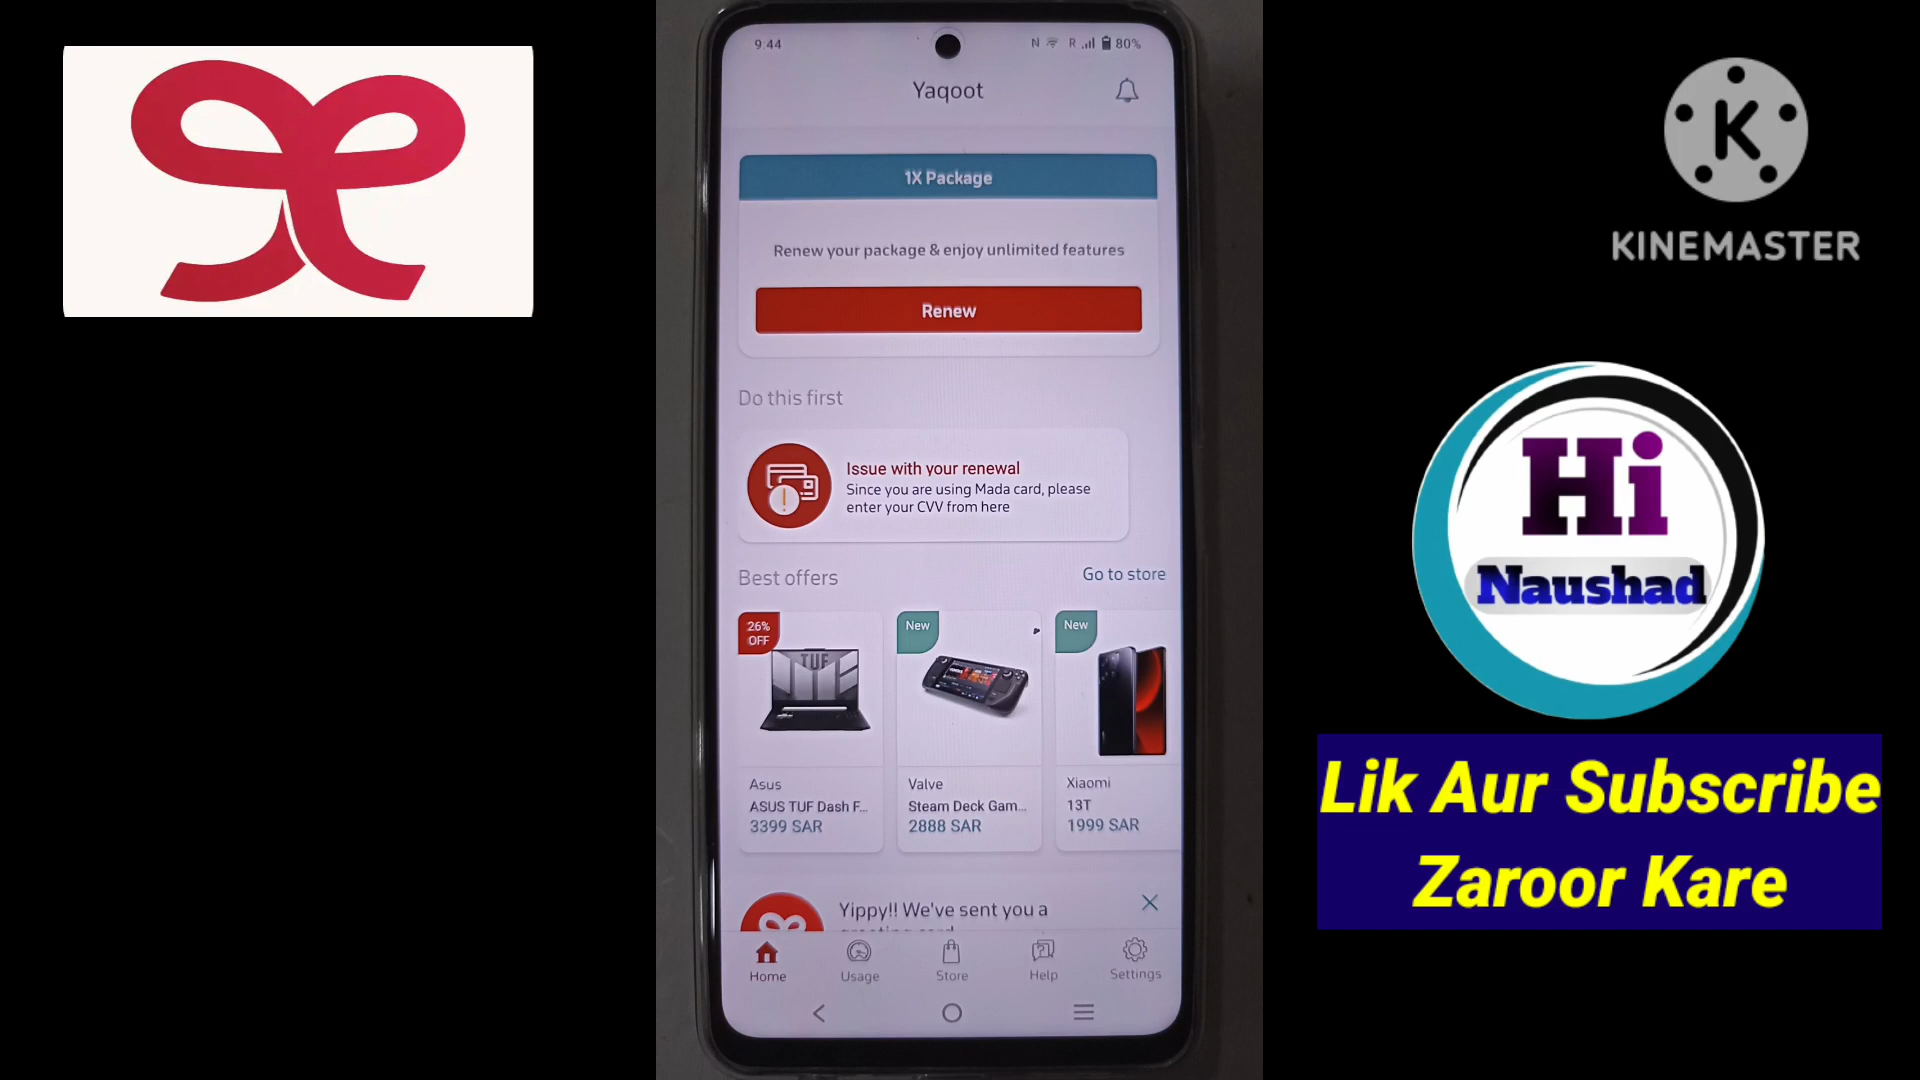 9:44
N R 80%
Yaqoot
1X Package
Renew your package & enjoy unlimited features
Renew
Do this first
Issue with your renewal
Since you are using Mada card, please
enter your CVV from here
Best offers
Go to store
26%
OFF
New
New
TUF
Asus
ASUS TUF Dash F...
3399 SAR
Valve
Steam Deck Gam...
2888 SAR
Xiaomi
13T
1999 SAR
Yippy!! We've sent you a
greeting card
Home
Usage
Store
Help
Settings
K
KINEMASTER
Hi
Naushad
Lik Aur Subscribe
Zaroor Kare